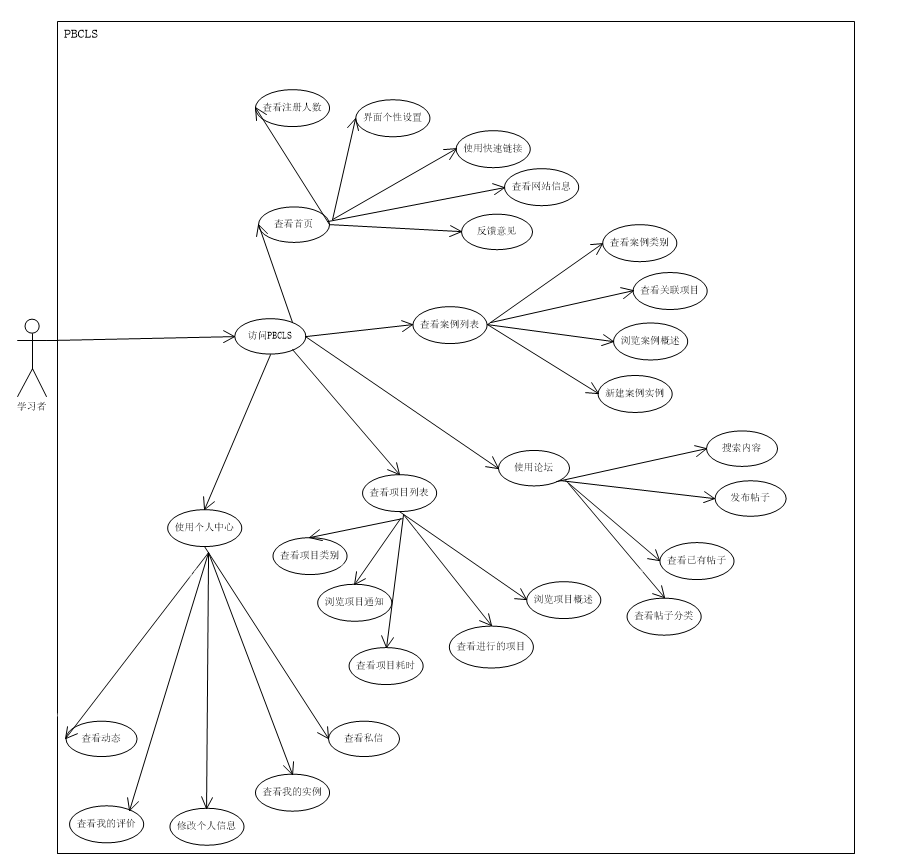 PBCLS
查看注册人数
界面个性设置
使用快速链接
查看网站信息
查看首页
反馈意见
查看案例类别
查看关联项目
访问PBCLS
查看案例列表
浏览案例概述
新建案例实例
学习者
搜索内容
使用论坛
查看项目列表
发布帖子
使用个人中心
查看项目类别
查看已有帖子
浏览项目通知
浏览项目概述
查看帖子分类
查看进行的项目
查看项目耗时
查看动态
查看私信
查看我的实例
查看我的评价
修改个人信息